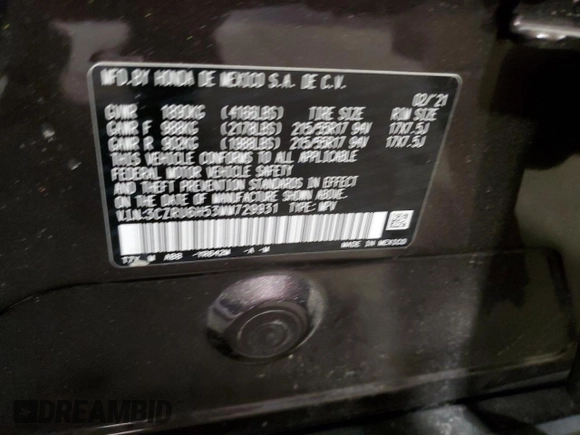 MFD.BY HONDA DE MEXICO S.A. DE C.V.
02/'21
GVWR 1890KG (4166LBS) TIRE SIZE RIM SIZE
GAWR F 988KG (2178LBS) 215/55R17 94V 17X7.5J
GAWR R 902KG (1988LBS) 215/55R17 94V 17X7.5J
THIS VEHICLE CONFORMS TO ALL APPLICABLE
FEDERAL MOTOR VEHICLE SAFETY
AND THEFT PREVENTION STANDARDS IN EFFECT
ON THE DATE OF MANUFACTURE SHOWN ABOVE.
V.I.N.:3CZRU6H53MM729931 TYPE: MPV
MADE IN MEXICO
DREAMBID